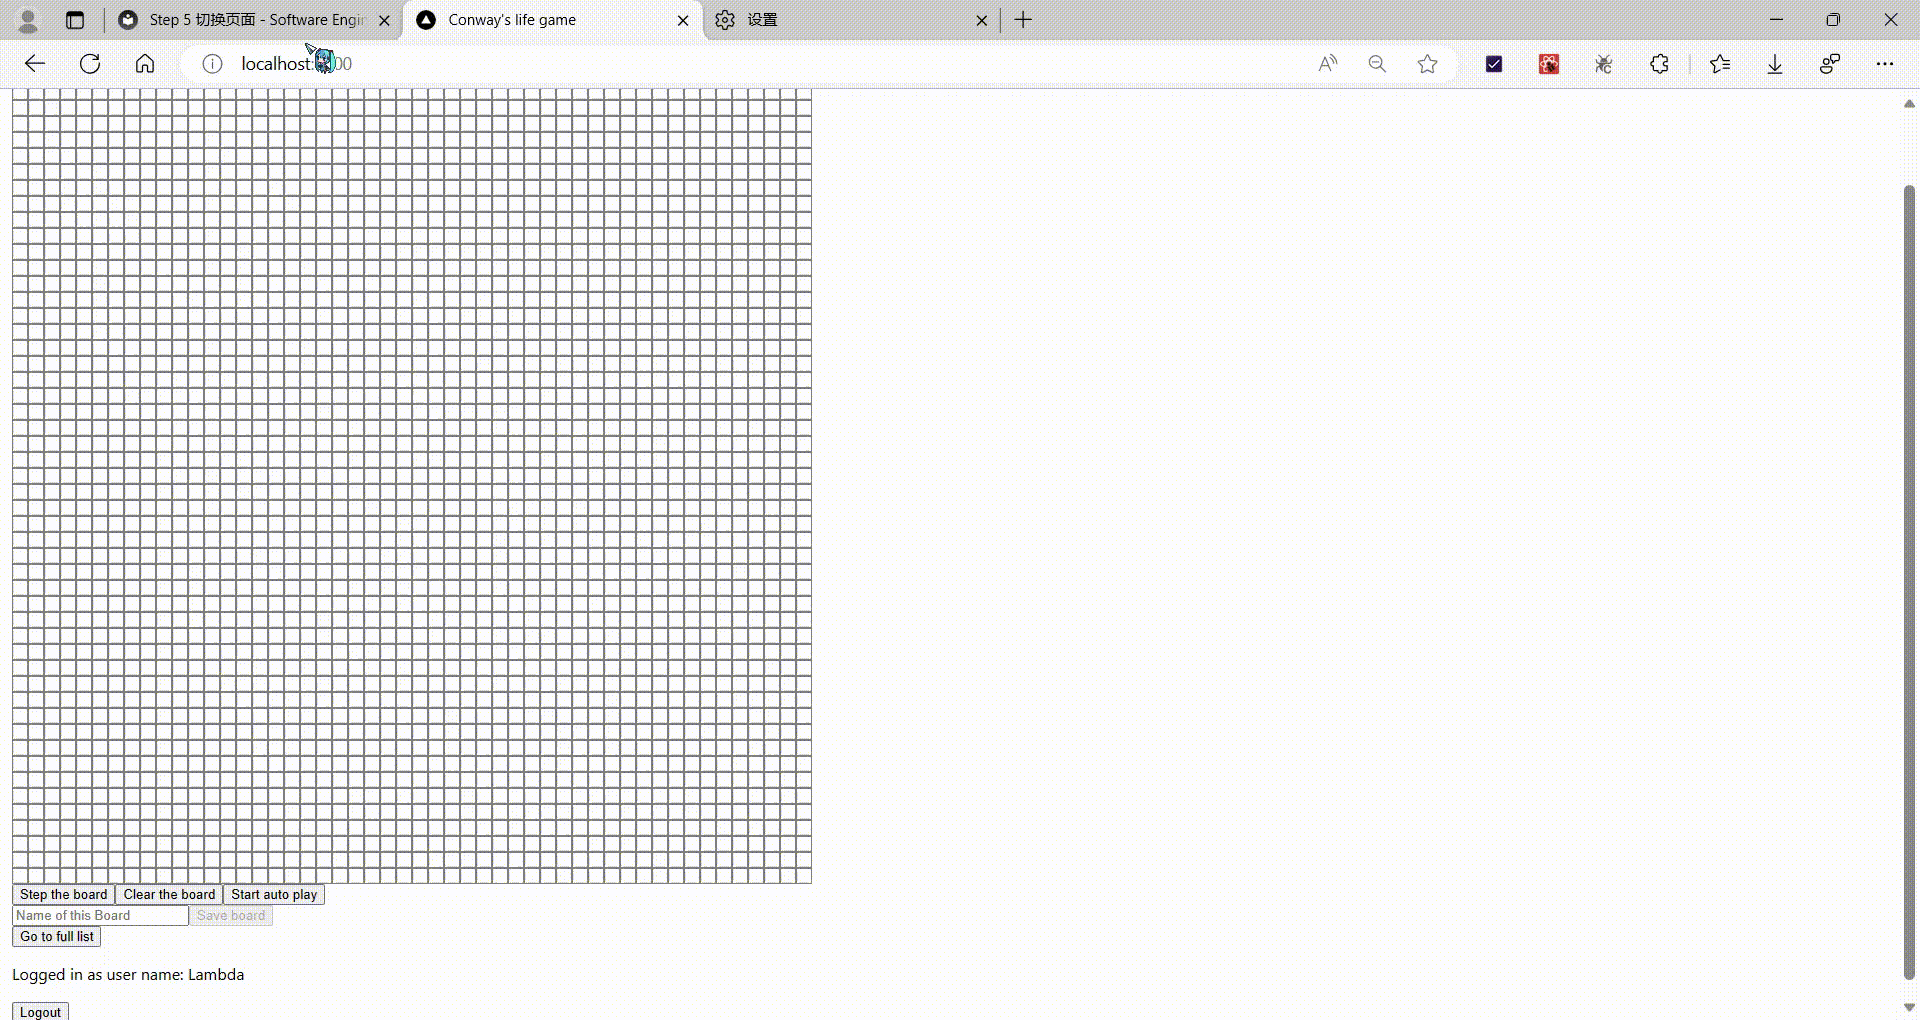 Step 5 切换页面 - Software Engi
Conway's life game
设置
localhost: 00
Step the board
Clear the board
Start auto play
Name of this Board
Save board
Go to full list
Logged in as user name: Lambda
Logout